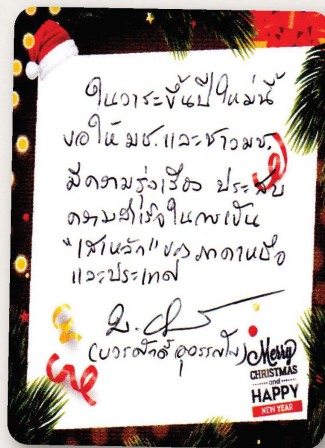 ในวาระขึ้นปีใหม่นี้
ขอให้ มช. และชาวมช.
มีความรุ่งเรือง ประสบ
ความสำเร็จในการเป็น
"เสาหลัก" ของภาคเหนือ
และประเทศ
(บวรศักดิ์ อุวรรณโณ)
Merry
CHRISTMAS
and
HAPPY
NEW YEAR